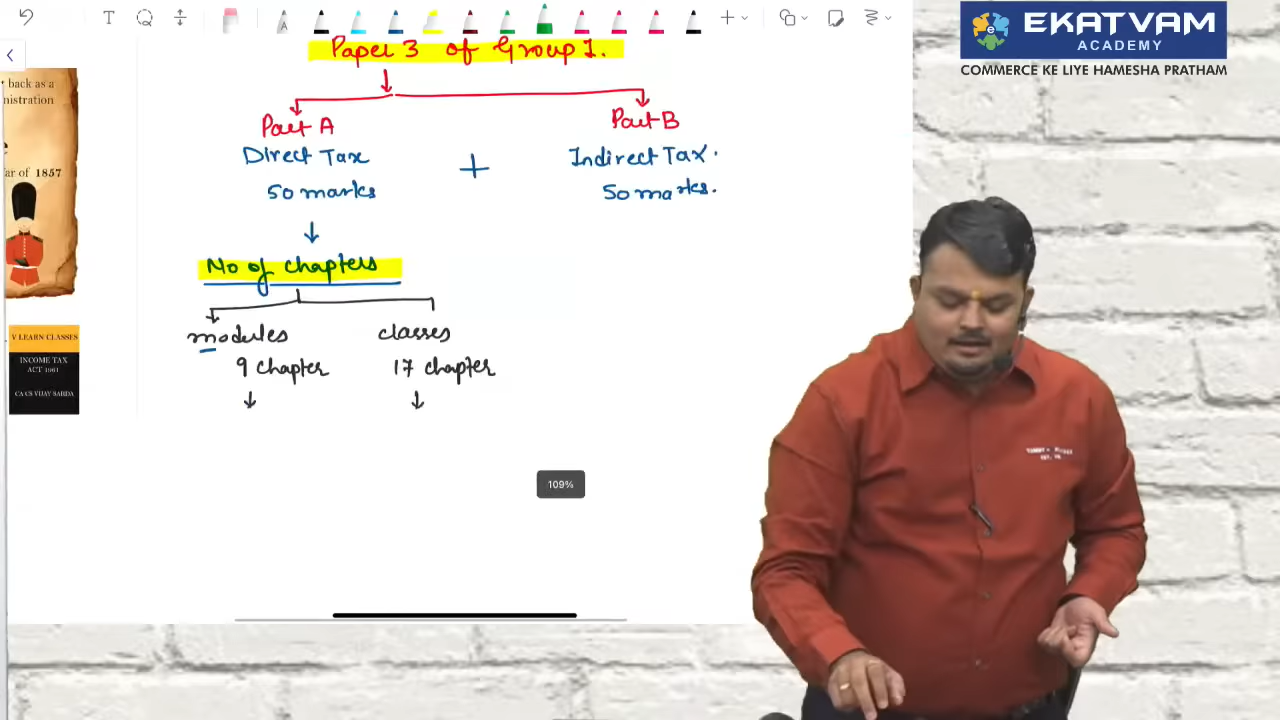 EKATVAM
ACADEMY
COMMERCE KE LIYE HAMESHA PRATHAM
T
A
Paper 3 of Group 1.
back as a
nistration
e
ar of 1857
Part A
Part B
Direct Tax
+
Indirect Tax.
50 marks
50 marks.
No of chapters
modules
classes
9 chapter
17 chapter
V LEARN CLASSES
INCOME TAX
ACT 1961
CA CS VIJAY SARDA
109%